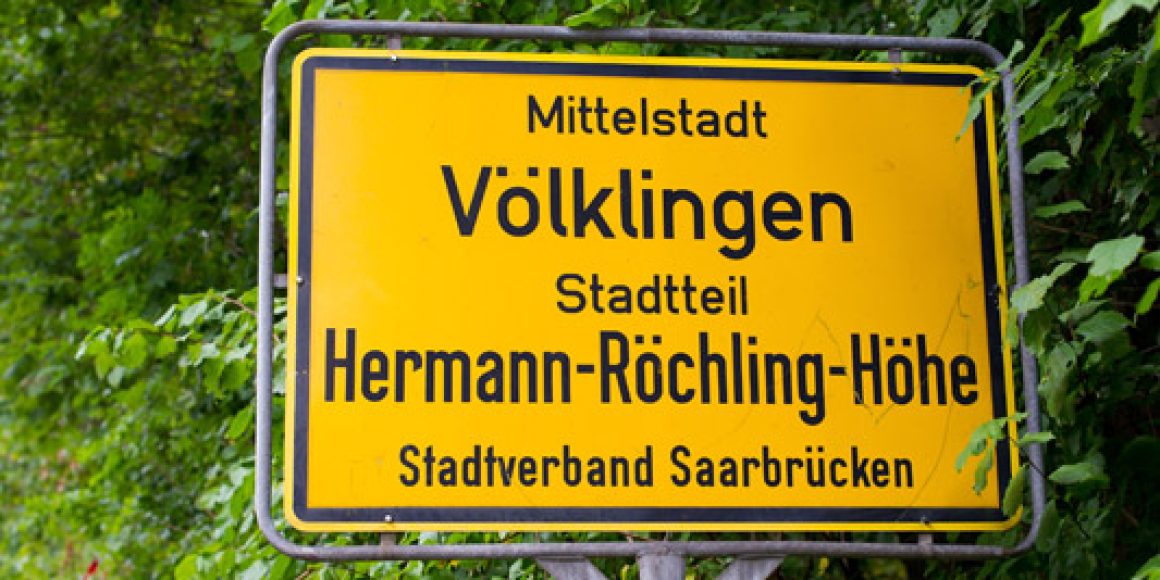 Mittelstadt
Völklingen
Stadtteil
Hermann-Röchling-Höhe
Stadtverband Saarbrücken